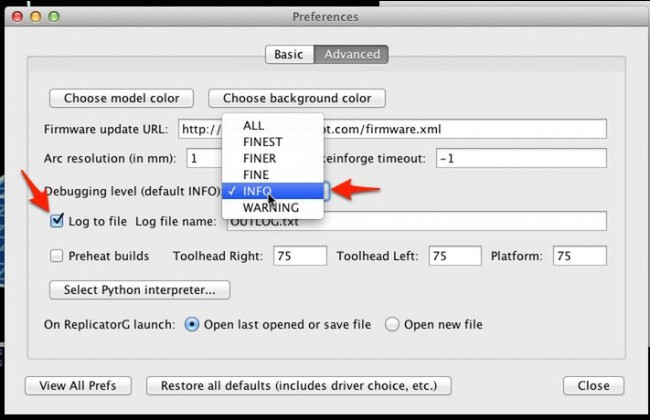 Preferences
Basic Advanced
Choose model color Choose background color
Firmware update URL: http:/ bot.com/firmware.xml
ALL
FINEST
FINER
FINE
✓ INFO
WARNING
Arc resolution (in mm): 1 einforge timeout: -1
Debugging level (default INFO):
Log to file Log file name: OUTLOG.txt
Preheat builds Toolhead Right: 75 Toolhead Left: 75 Platform: 75
Select Python interpreter...
On ReplicatorG launch: Open last opened or save file Open new file
View All Prefs Restore all defaults (includes driver choice, etc.) Close